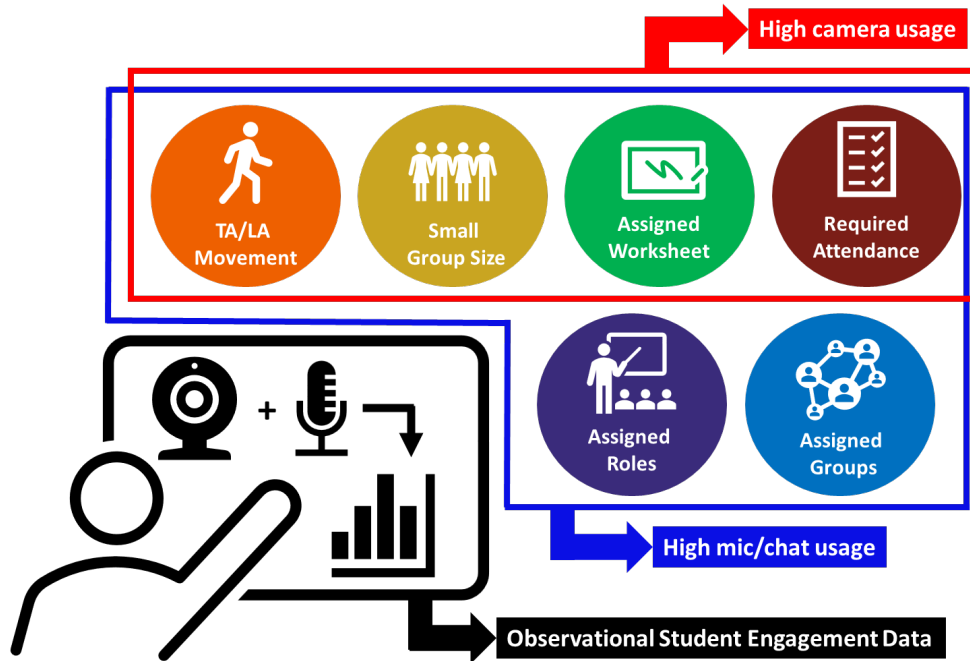 High camera usage
TA/LA
Movement
Small
Group Size
Assigned
Worksheet
Required
Attendance
+
Assigned
Roles
Assigned
Groups
High mic/chat usage
Observational Student Engagement Data